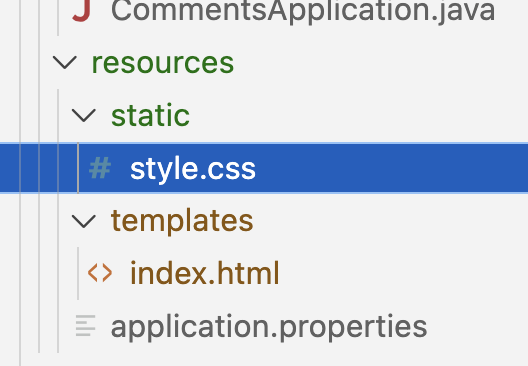 CommentsApplication.java
resources
static
# style.css
templates
<> index.html
application.properties